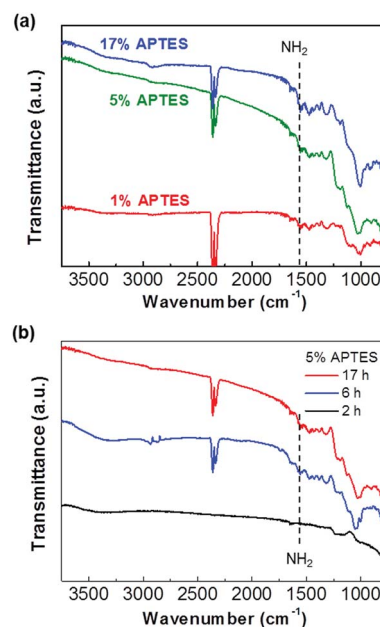 (a)
NH₂
17% APTES
5% APTES
1% APTES
Transmittance (a.u.)
3500 3000 2500 2000 1500 1000
Wavenumber (cm⁻¹)
(b)
5% APTES
17 h
6 h
2 h
NH₂
Transmittance (a.u.)
3500 3000 2500 2000 1500 1000
Wavenumber (cm⁻¹)